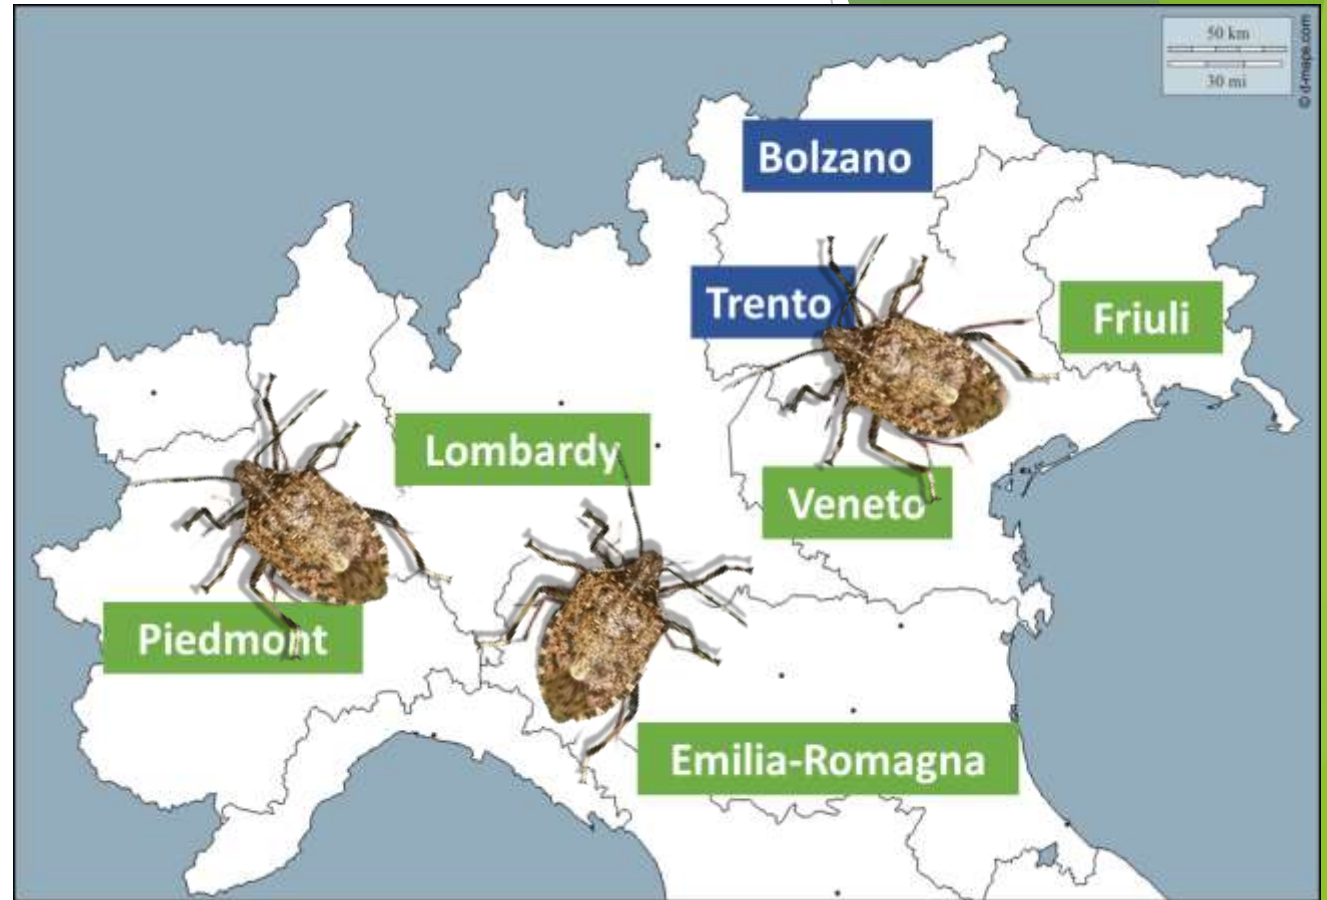 50 km
30 mi
© d-maps.com
Bolzano
Trento
Friuli
Lombardy
Veneto
Piedmont
Emilia-Romagna